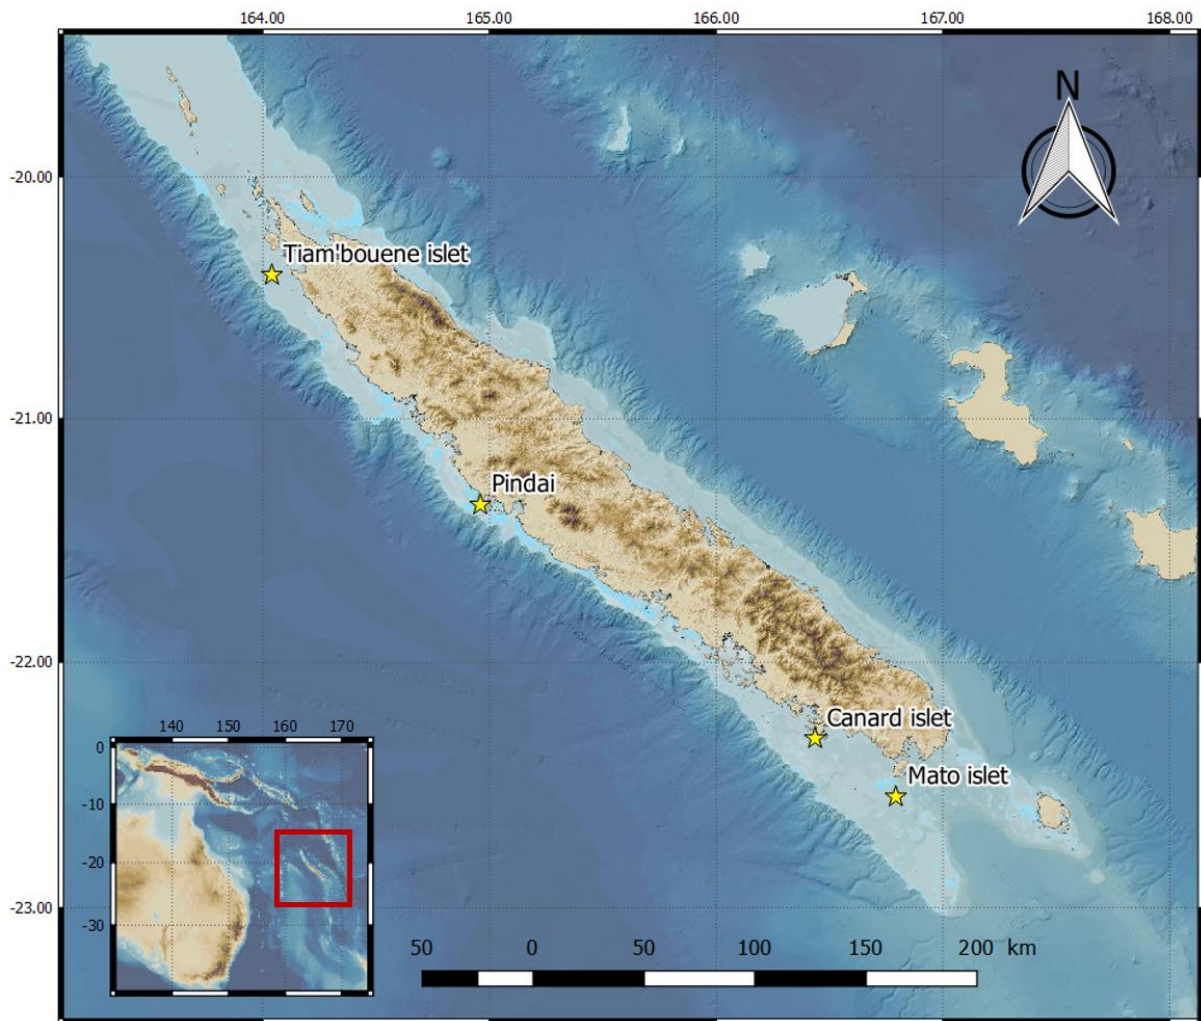 164.00 165.00 166.00 167.00 168.00
N
-20.00
Tiam'bouene islet
-21.00
Pindai
-22.00
Canard islet
Mato islet
140 150 160 170
0
-10
-20
-30
-23.00
50 0 50 100 150 200 km